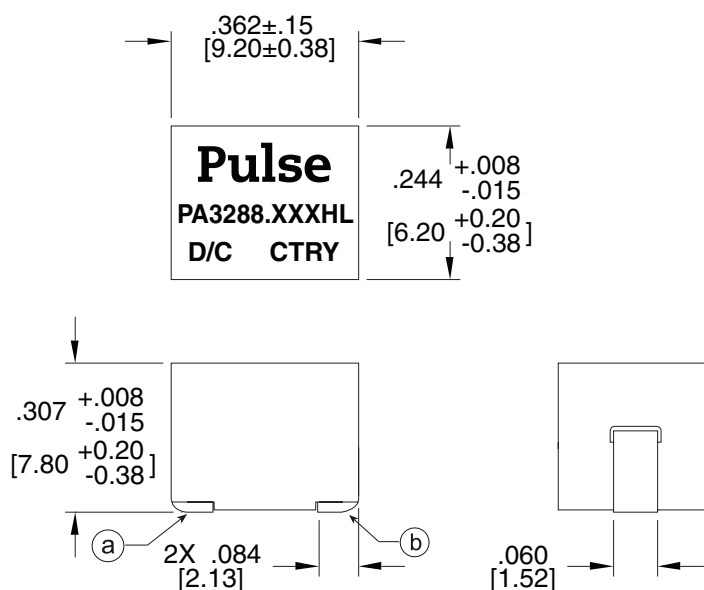 .362±.15
[9.20±0.38]
Pulse
PA3288.XXXHL
D/C CTRY
.244 +.008
-.015
[6.20 +0.20
-0.38]
.307 +.008
-.015
[7.80 +0.20
-0.38]
a
b
2X .084
[2.13]
.060
[1.52]